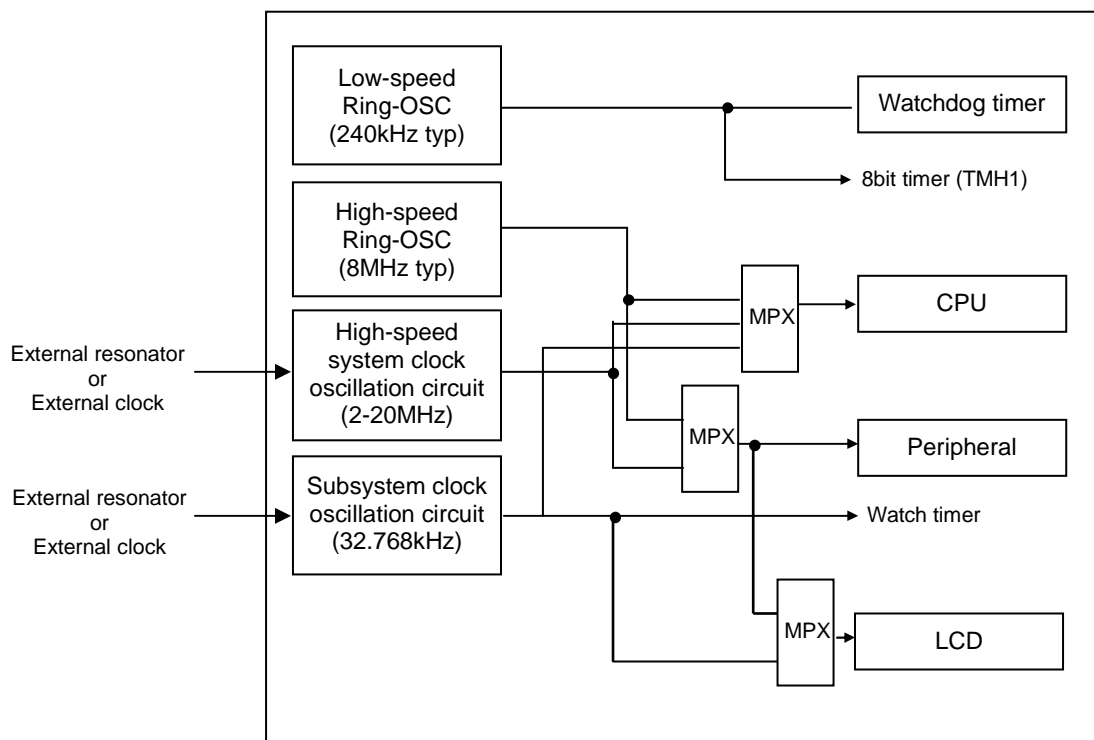 Low-speed
Ring-OSC
(240kHz typ)
Watchdog timer
8bit timer (TMH1)
High-speed
Ring-OSC
(8MHz typ)
MPX
CPU
External resonator
or
External clock
High-speed
system clock
oscillation circuit
(2-20MHz)
MPX
Peripheral
External resonator
or
External clock
Subsystem clock
oscillation circuit
(32.768kHz)
Watch timer
MPX
LCD